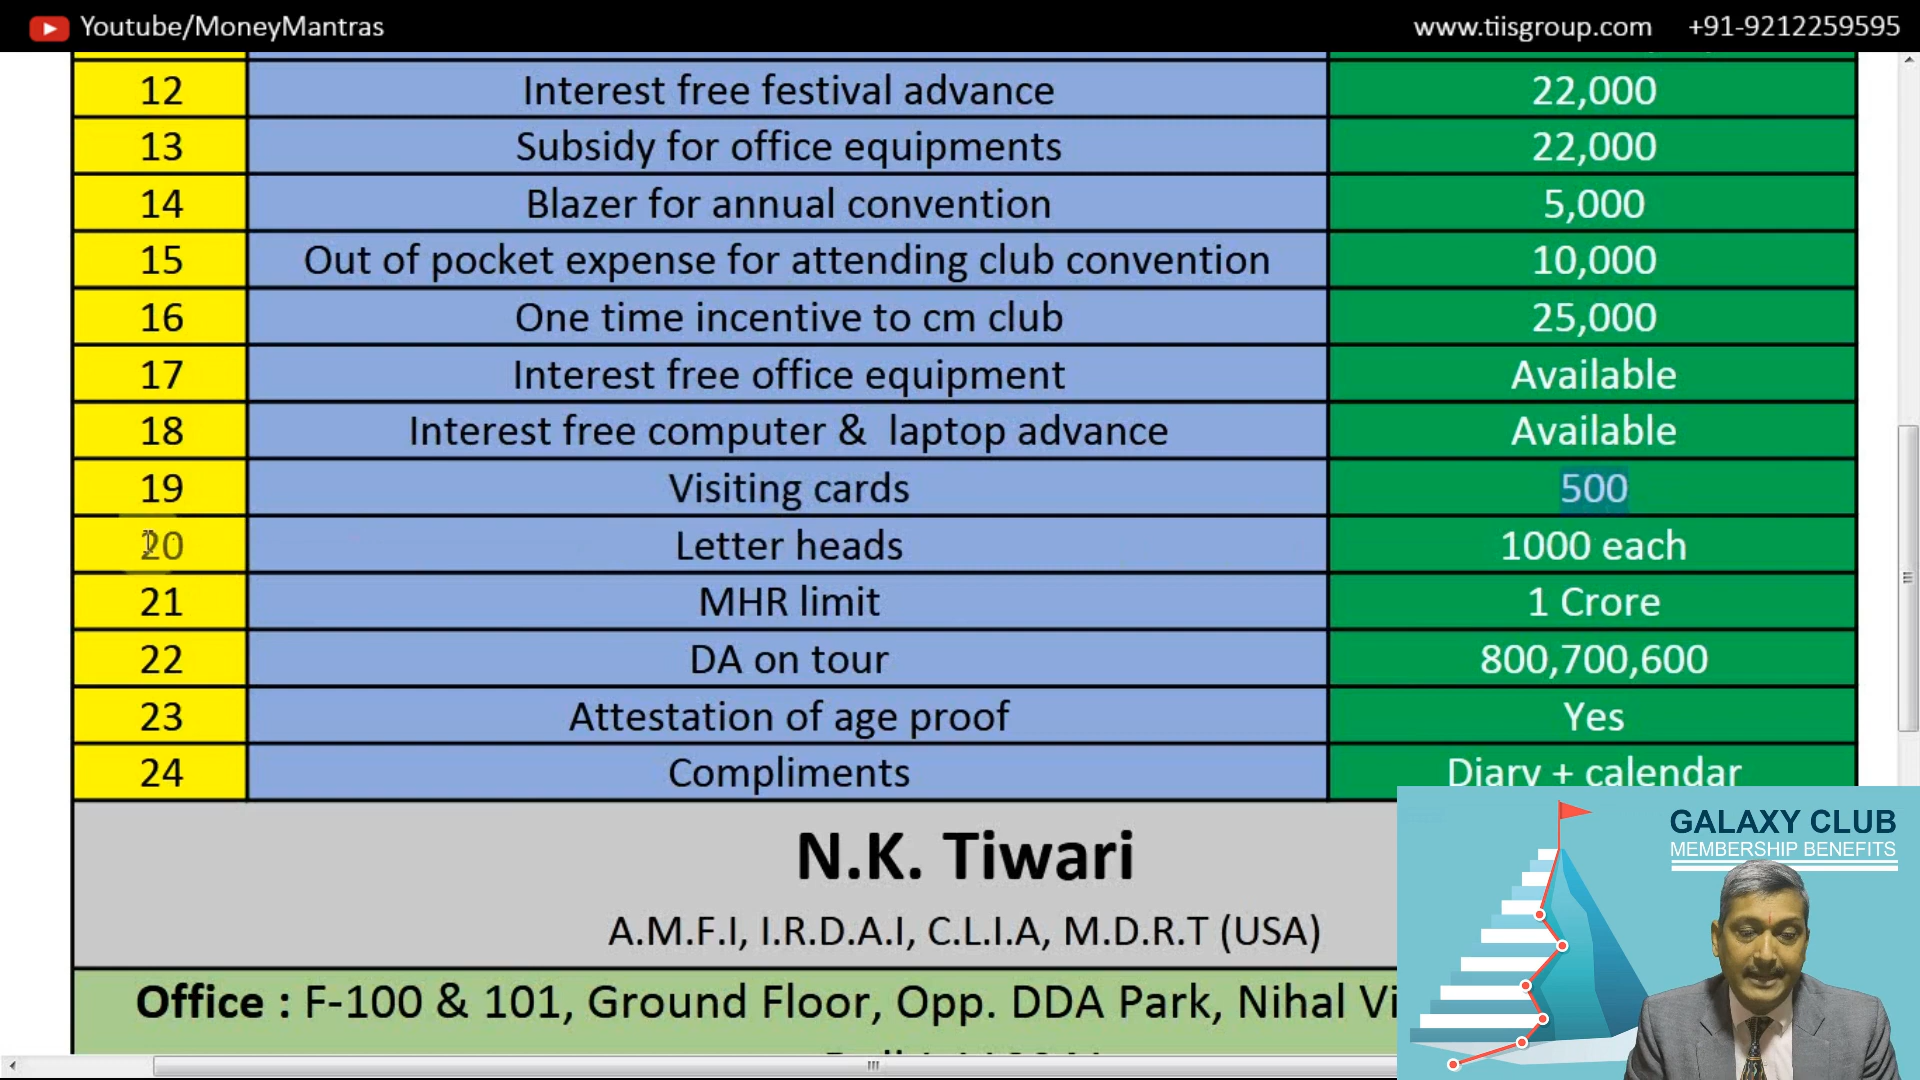 Youtube/MoneyMantras www.tiisgroup.com +91-9212259595
12 Interest free festival advance 22,000
13 Subsidy for office equipments 22,000
14 Blazer for annual convention 5,000
15 Out of pocket expense for attending club convention 10,000
16 One time incentive to cm club 25,000
17 Interest free office equipment Available
18 Interest free computer & laptop advance Available
19 Visiting cards 500
20 Letter heads 1000 each
21 MHR limit 1 Crore
22 DA on tour 800,700,600
23 Attestation of age proof Yes
24 Compliments Diary + calendar
N.K. Tiwari
A.M.F.I, I.R.D.A.I, C.L.I.A, M.D.R.T (USA)
Office : F-100 & 101, Ground Floor, Opp. DDA Park, Nihal Vi
GALAXY CLUB
MEMBERSHIP BENEFITS